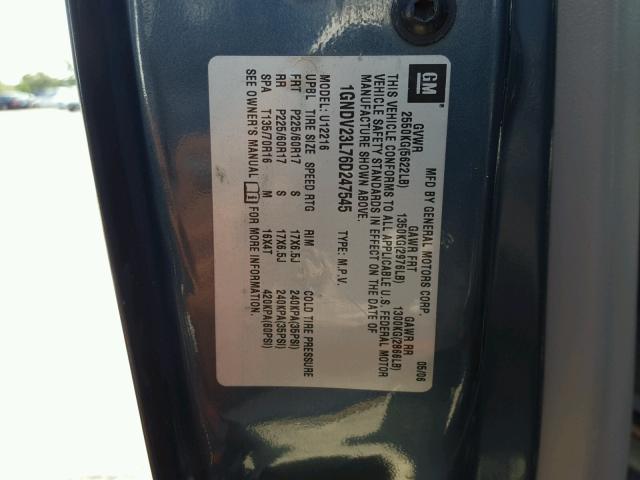 GM
MFD BY GENERAL MOTORS CORP. 05/06
GVWR GAWR FRT GAWR RR
2550KG(5622LB) 1350KG(2976LB) 1300KG(2866LB)
THIS VEHICLE CONFORMS TO ALL APPLICABLE U.S. FEDERAL MOTOR
VEHICLE SAFETY STANDARDS IN EFFECT ON THE DATE OF
MANUFACTURE SHOWN ABOVE.
1GNDV23L76D247545 TYPE: M.P.V.
MODEL: U12216
UPBL TIRE SIZE SPEED RTG RIM COLD TIRE PRESSURE
FRT P225/60R17 S 17X6.5J 240KPA(35PSI)
RR P225/60R17 S 17X6.5J 240KPA(35PSI)
SPA T135/70R16 M 16X4T 420KPA(60PSI)
SEE OWNER'S MANUAL FOR MORE INFORMATION.